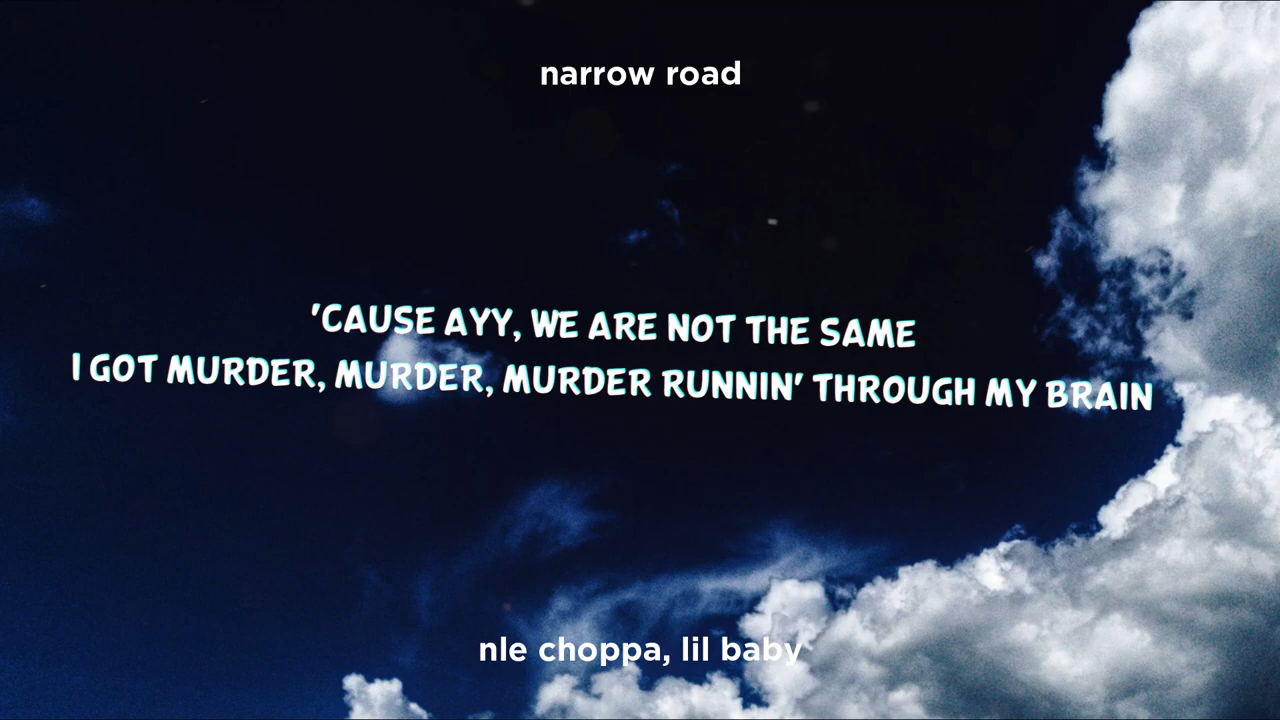 narrow road
'CAUSE AYY, WE ARE NOT THE SAME
I GOT MURDER, MURDER, MURDER RUNNIN' THROUGH MY BRAIN
nle choppa, lil baby